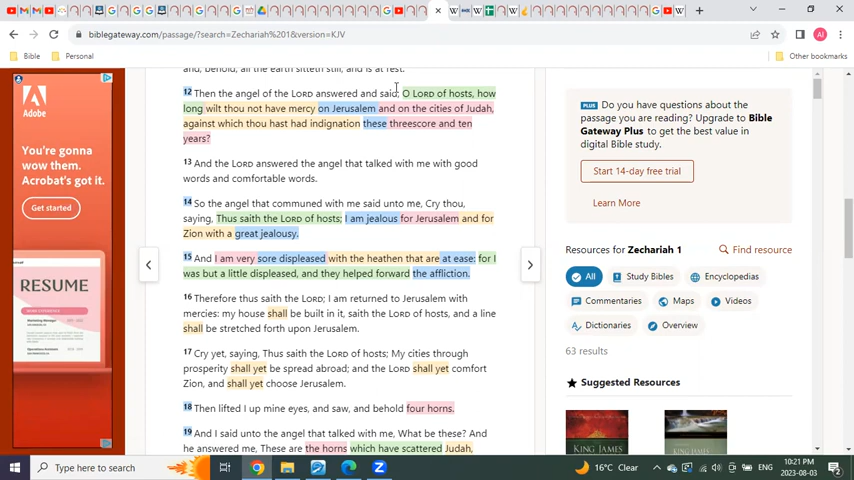 biblegateway.com/passage/?search=Zechariah%201&version=KJV
Bible
Personal
Other bookmarks
AI
and, behold, all the earth sitteth still, and is at rest.
12 Then the angel of the LORD answered and said, O LORD of hosts, how
long wilt thou not have mercy on Jerusalem and on the cities of Judah,
against which thou hast had indignation these threescore and ten
years?
13 And the LORD answered the angel that talked with me with good
words and comfortable words.
14 So the angel that communed with me said unto me, Cry thou,
saying, Thus saith the LORD of hosts; I am jealous for Jerusalem and for
Zion with a great jealousy.
15 And I am very sore displeased with the heathen that are at ease: for I
was but a little displeased, and they helped forward the affliction.
16 Therefore thus saith the LORD; I am returned to Jerusalem with
mercies: my house shall be built in it, saith the LORD of hosts, and a line
shall be stretched forth upon Jerusalem.
17 Cry yet, saying, Thus saith the LORD of hosts; My cities through
prosperity shall yet be spread abroad; and the LORD shall yet comfort
Zion, and shall yet choose Jerusalem.
18 Then lifted I up mine eyes, and saw, and behold four horns.
19 And I said unto the angel that talked with me, What be these? And
he answered me, These are the horns which have scattered Judah,
Adobe
You're gonna
wow them.
Acrobat's got it.
Get started
RESUME
PLUS Do you have questions about the
passage you are reading? Upgrade to Bible
Gateway Plus to get the best value in
digital Bible study.
Start 14-day free trial
Learn More
Resources for Zechariah 1
Find resource
All
Study Bibles
Encyclopedias
Commentaries
Maps
Videos
Dictionaries
Overview
63 results
Suggested Resources
KING JAMES
Type here to search
16°C Clear
ENG
10:21 PM
2023-08-03
2